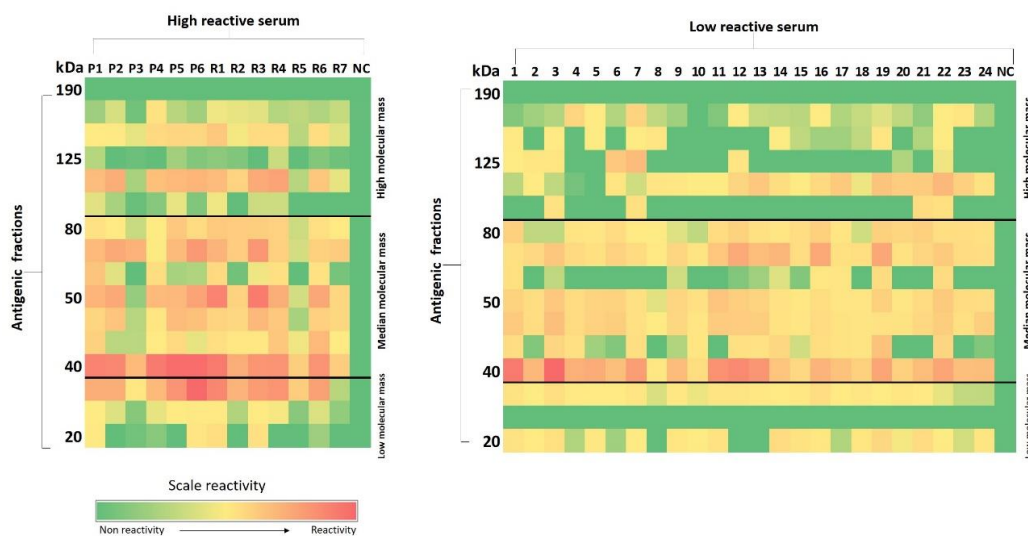 High reactive serum
kDa P1 P2 P3 P4 P5 P6 R1 R2 R3 R4 R5 R6 R7 NC
190
125
80
50
40
20
Antigenic fractions
High molecular mass
Median molecular mass
Low molecular mass
Low reactive serum
kDa 1 2 3 4 5 6 7 8 9 10 11 12 13 14 15 16 17 18 19 20 21 22 23 24 NC
190
125
80
50
40
20
Antigenic fractions
High molecular mass
Median molecular mass
Low molecular mass
Scale reactivity
Non reactivity Reactivity